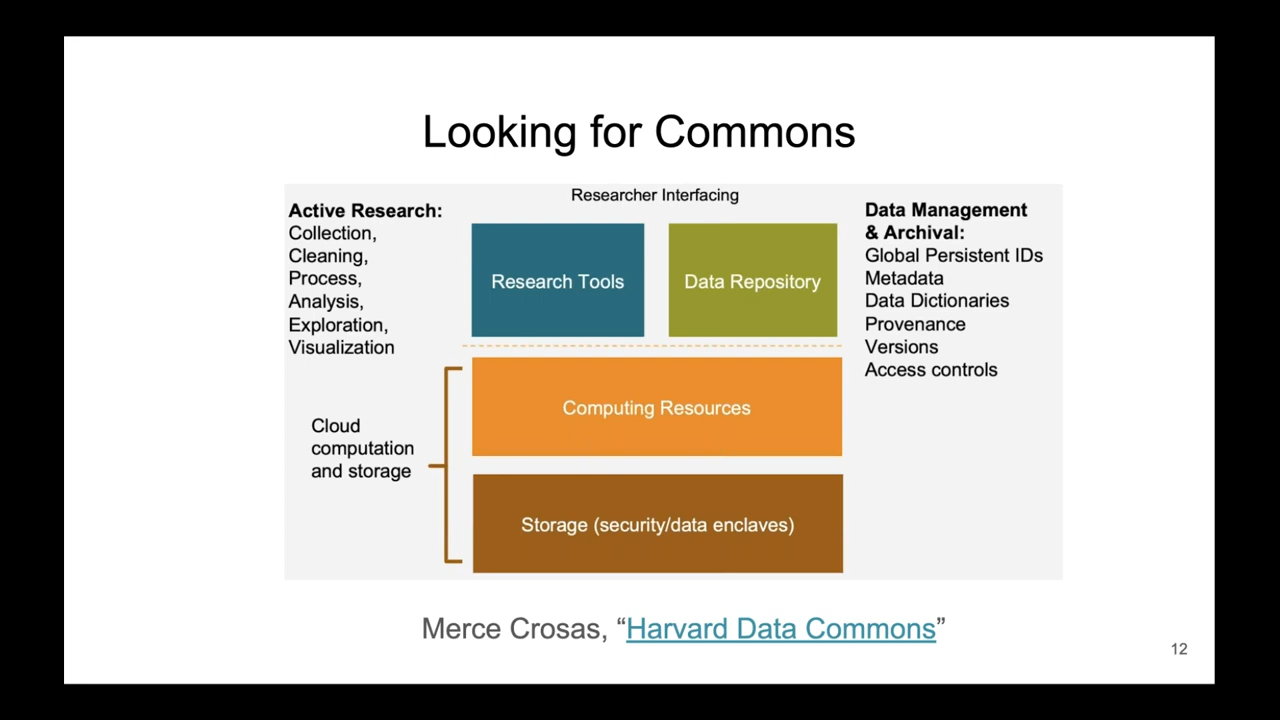 Looking for Commons
Researcher Interfacing
Active Research:
Collection,
Cleaning,
Process,
Analysis,
Exploration,
Visualization
Research Tools
Data Repository
Data Management
& Archival:
Global Persistent IDs
Metadata
Data Dictionaries
Provenance
Versions
Access controls
Cloud
computation
and storage
Computing Resources
Storage (security/data enclaves)
Merce Crosas, “Harvard Data Commons”
12